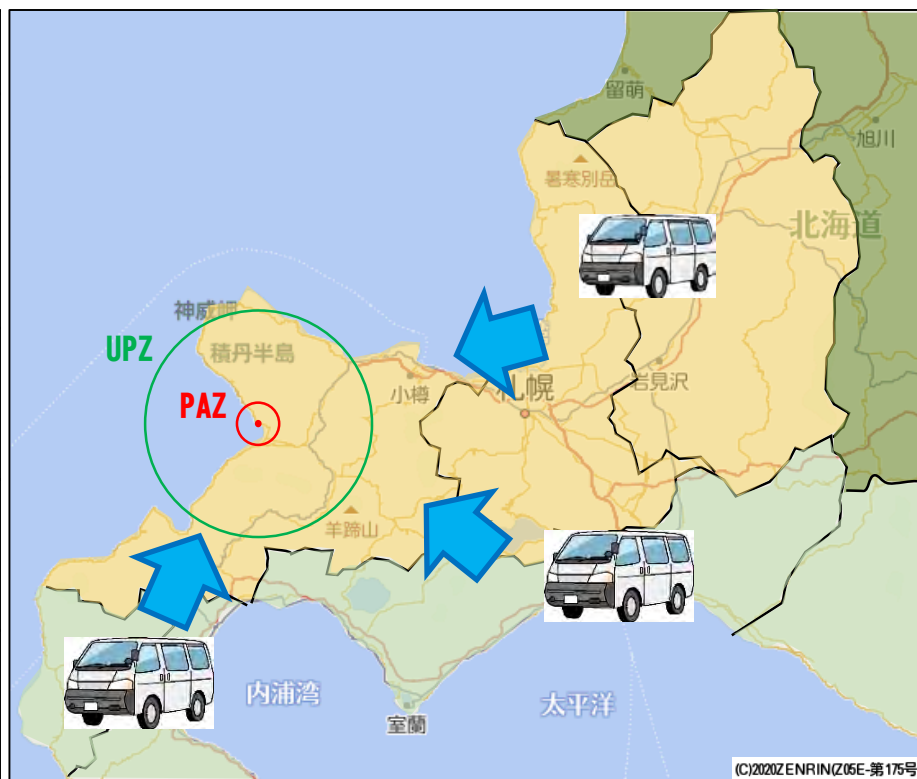 留萌
旭川
暑寒別岳
北海道
神威岬
UPZ
積丹半島
小樽
札幌
岩見沢
PAZ
羊蹄山
内浦湾
太平洋
室蘭
(C)2020ZENRIN(Z05E-第175号